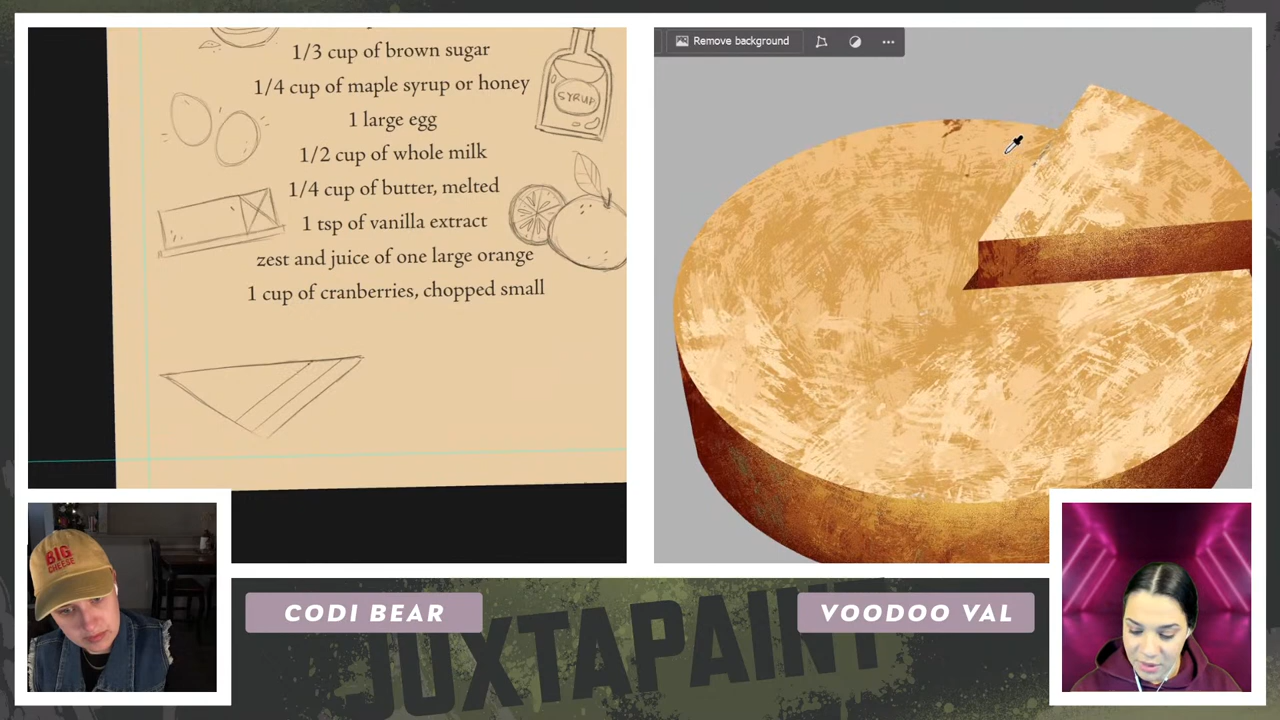 1/3 cup of brown sugar
1/4 cup of maple syrup or honey
1 large egg
1/2 cup of whole milk
1/4 cup of butter, melted
1 tsp of vanilla extract
zest and juice of one large orange
1 cup of cranberries, chopped small
SYRUP
Remove background
BIG
CHEESE
CODI BEAR
VOODOO VAL
JUXTAPAINT